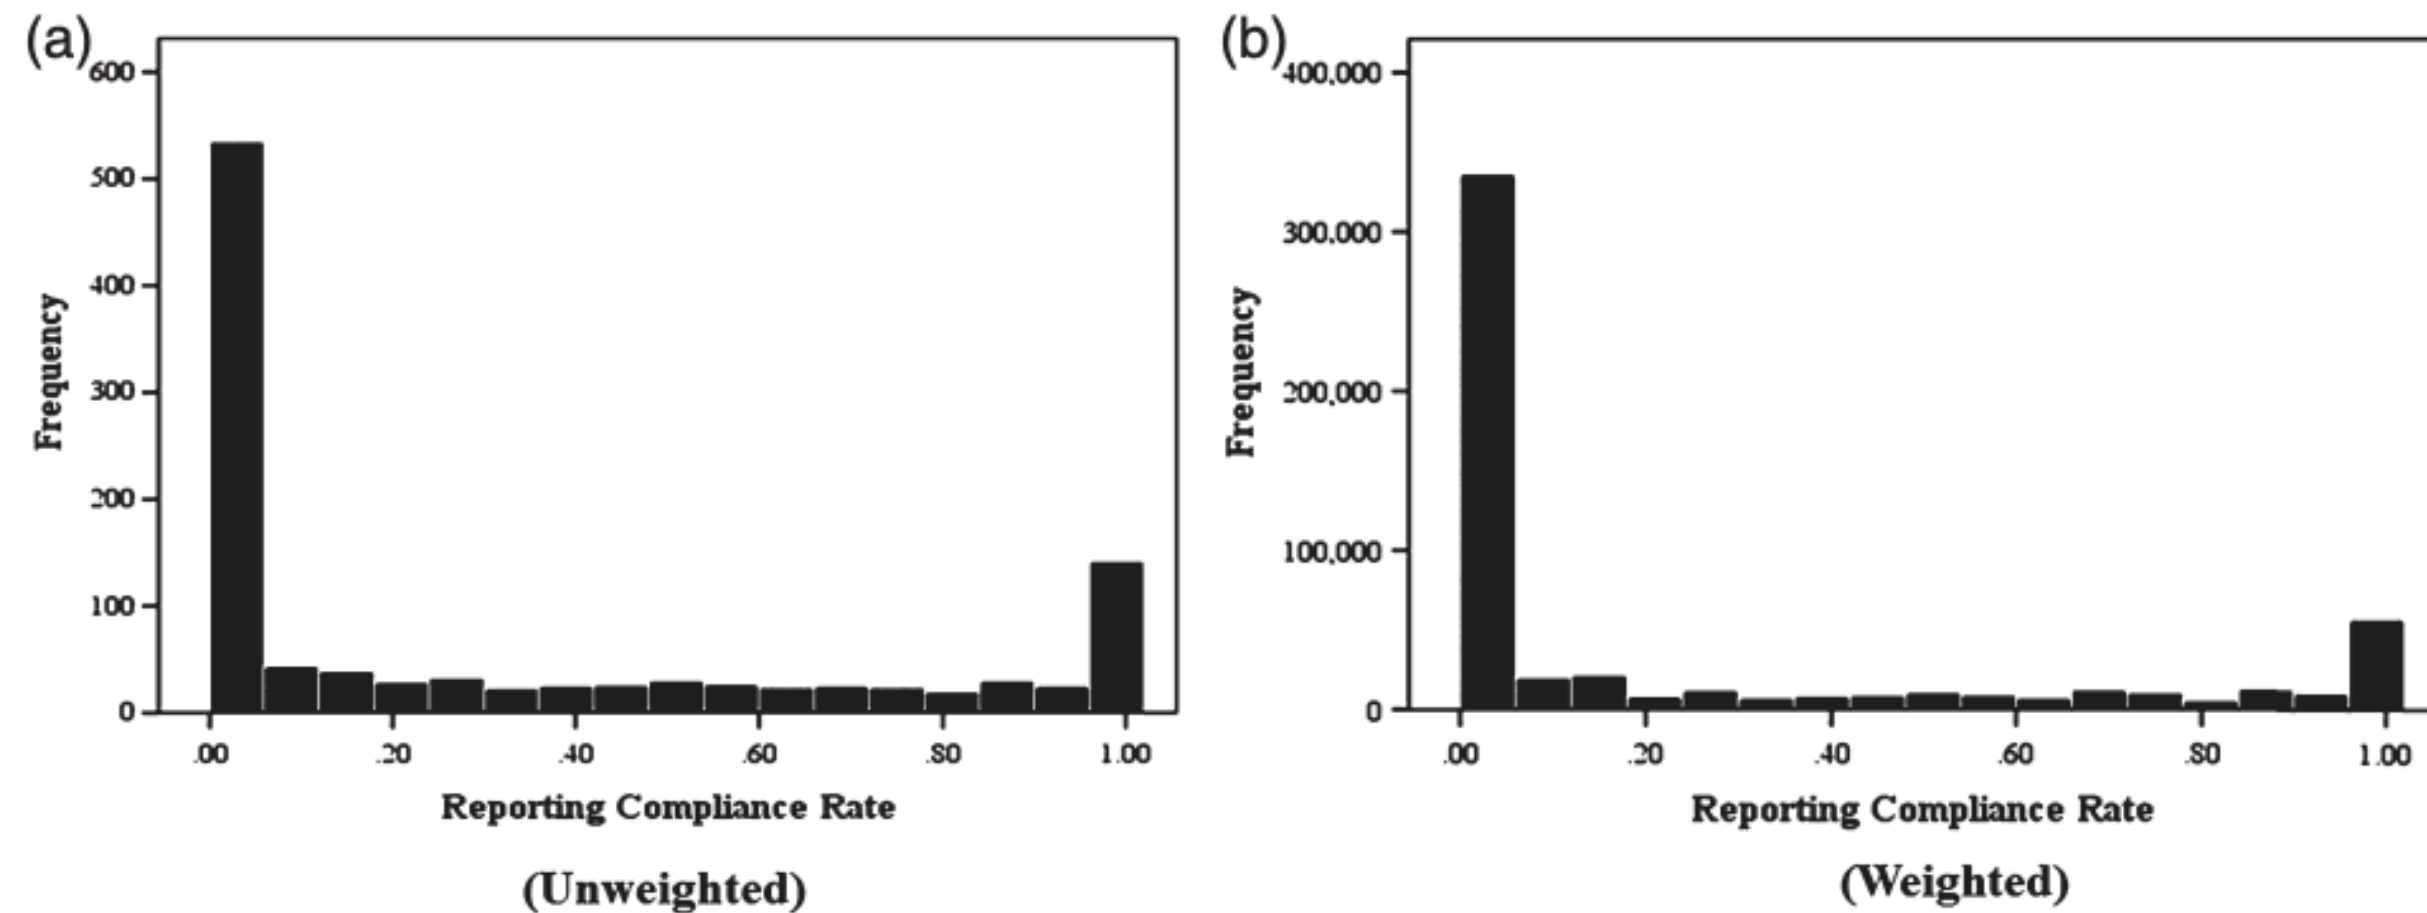 (a)
600
500
400
300
200
100
0
Frequency
.00 .20 .40 .60 .80 1.00
Reporting Compliance Rate
(Unweighted)
(b)
400,000
300,000
200,000
100,000
0
Frequency
.00 .20 .40 .60 .80 1.00
Reporting Compliance Rate
(Weighted)